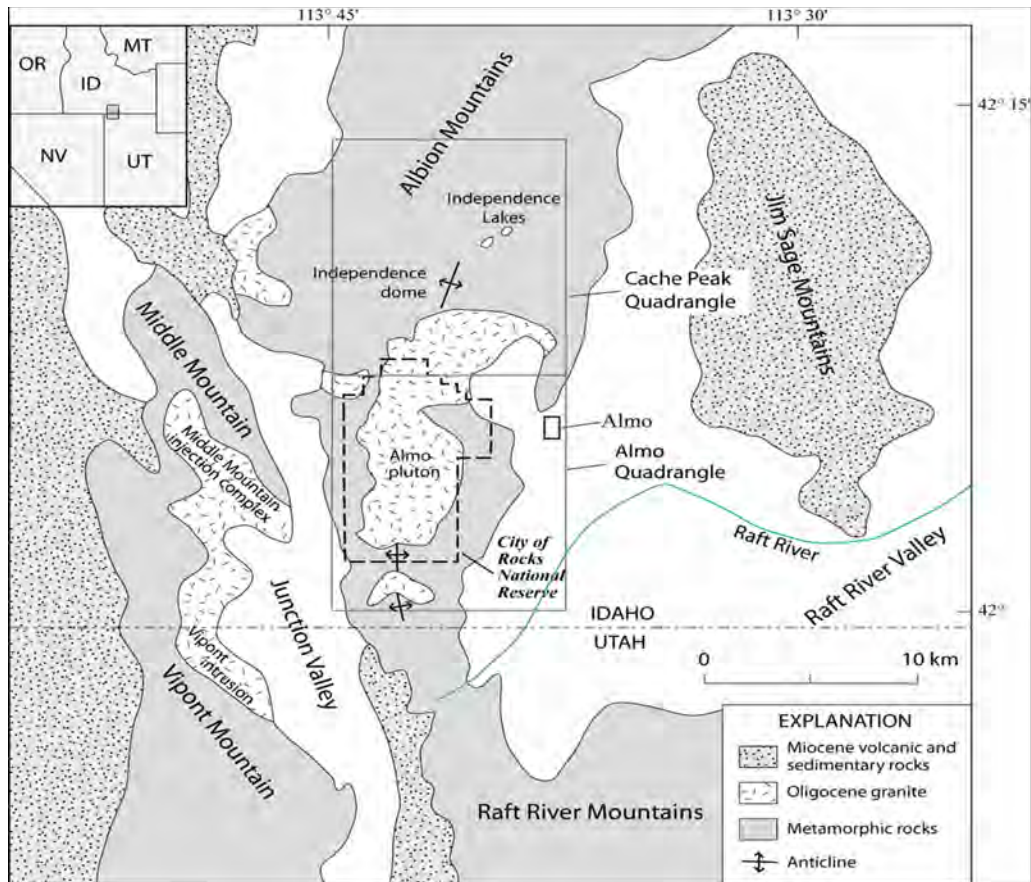 113° 45'
113° 30'
OR
MT
ID
NV
UT
42° 15'
Albion Mountains
Independence
Lakes
Independence
dome
Cache Peak
Quadrangle
Jim Sage Mountains
Middle Mountain
Middle Mountain
injection complex
Almo
pluton
Almo
Almo
Quadrangle
City of
Rocks
National
Reserve
Raft River
Raft River Valley
42°
IDAHO
UTAH
Junction Valley
Vipont
intrusion
Vipont Mountain
0
10 km
Raft River Mountains
EXPLANATION
Miocene volcanic and
sedimentary rocks
Oligocene granite
Metamorphic rocks
Anticline